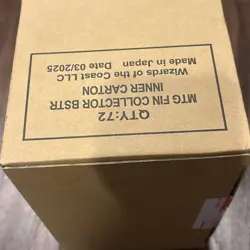 QTY:72
INNER CARTON
MTG FIN COLLECTOR BSTR
Wizards of the Coast LLC
Made in Japan Date 03/2025